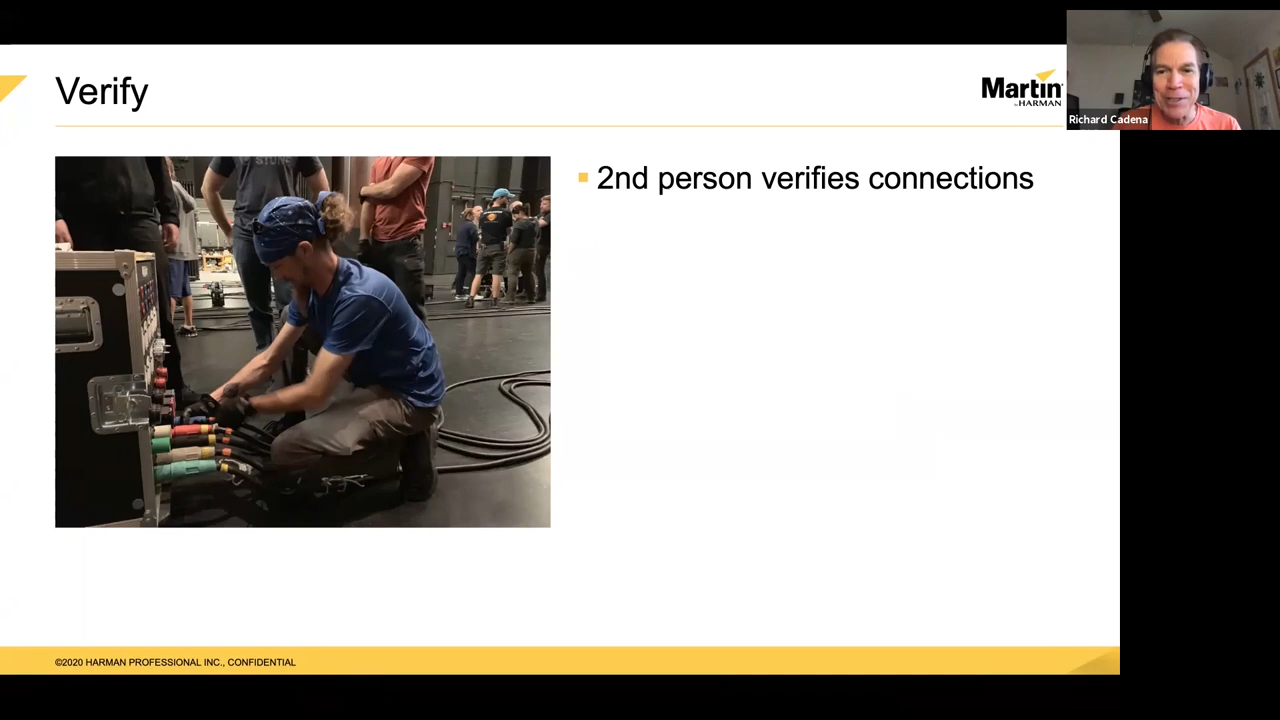 Verify
Martin
by HARMAN
Richard Cadena
2nd person verifies connections
©2020 HARMAN PROFESSIONAL INC., CONFIDENTIAL